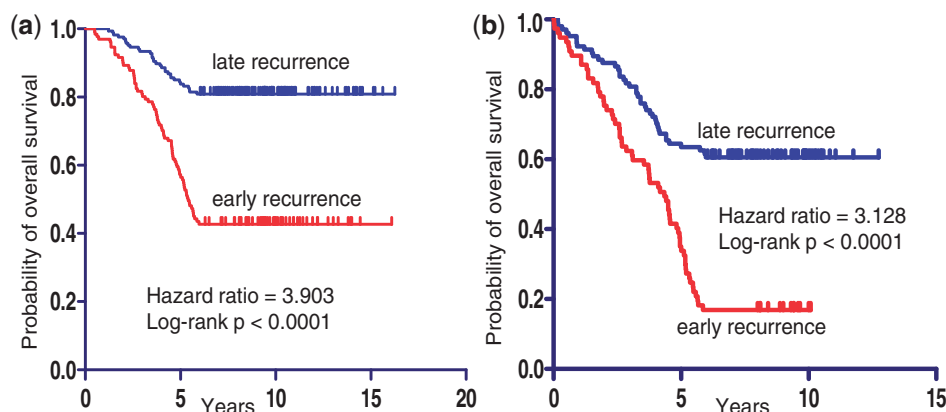 (a)
Probability of overall survival
1.0
0.8
0.6
0.4
0.2
0.0
late recurrence
early recurrence
Hazard ratio = 3.903
Log-rank p < 0.0001
0 5 10 15 20
Years
(b)
Probability of overall survival
1.0
0.8
0.6
0.4
0.2
0.0
late recurrence
Hazard ratio = 3.128
Log-rank p < 0.0001
early recurrence
0 5 10 15
Years